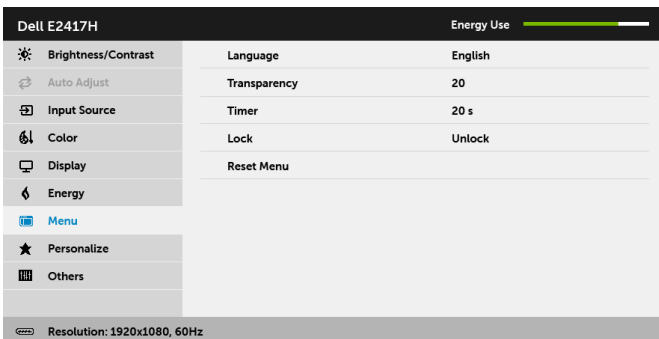 Dell E2417H Energy Use
Brightness/Contrast Language English
Auto Adjust Transparency 20
Input Source Timer 20 s
Color Lock Unlock
Display Reset Menu
Energy
Menu
Personalize
Others
Resolution: 1920x1080, 60Hz